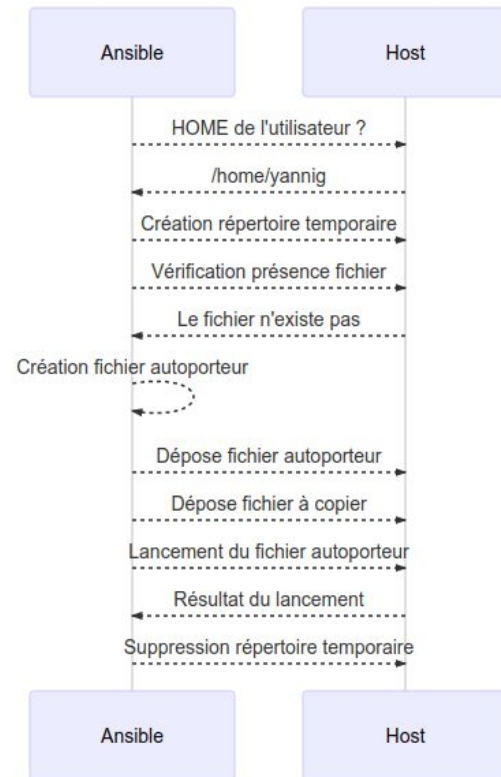 Ansible
Host
HOME de l'utilisateur ?
/home/yannig
Création répertoire temporaire
Vérification présence fichier
Le fichier n'existe pas
Création fichier autoporteur
Dépose fichier autoporteur
Dépose fichier à copier
Lancement du fichier autoporteur
Résultat du lancement
Suppression répertoire temporaire
Ansible
Host